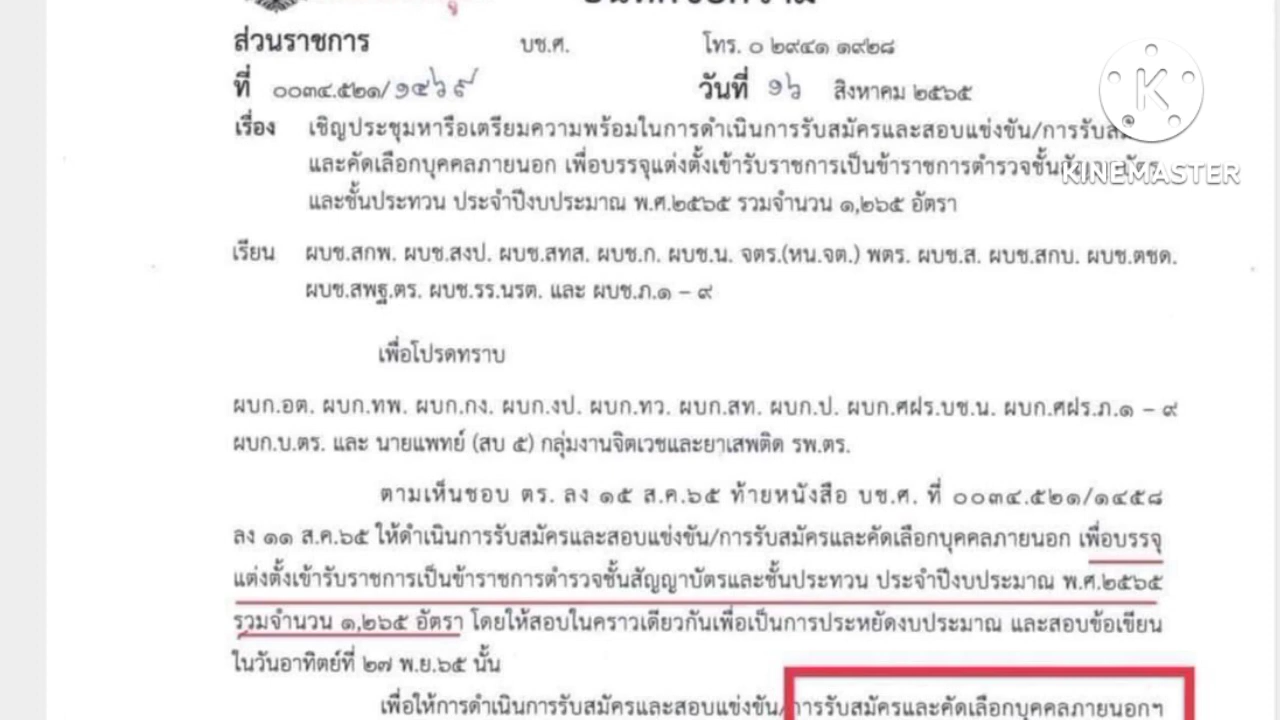 ส่วนราชการ บช.ศ. โทร. ๐ ๒๙๔๑ ๑๙๒๘
ที่ ๐๐๓๔.๕๒๑/๑๔๖๙ วันที่ ๑๖ สิงหาคม ๒๕๖๕
เรื่อง เชิญประชุมหารือเตรียมความพร้อมในการดำเนินการรับสมัครและสอบแข่งขัน/การรับสมัคร
และคัดเลือกบุคคลภายนอก เพื่อบรรจุแต่งตั้งเข้ารับราชการเป็นข้าราชการตำรวจชั้นสัญญาบัตร
และชั้นประทวน ประจำปีงบประมาณ พ.ศ.๒๕๖๕ รวมจำนวน ๑,๒๖๕ อัตรา
เรียน ผบช.สกพ. ผบช.สงป. ผบช.สทส. ผบช.ก. ผบช.น. จตร.(หน.จต.) พตร. ผบช.ส. ผบช.สกบ. ผบช.ตชด.
ผบช.สพฐ.ตร. ผบช.รร.นรต. และ ผบช.ภ.๑ - ๙
เพื่อโปรดทราบ
ผบก.อต. ผบก.ทพ. ผบก.กง. ผบก.งป. ผบก.ทว. ผบก.สท. ผบก.ป. ผบก.ศฝร.บช.น. ผบก.ศฝร.ภ.๑ - ๙
ผบก.บ.ตร. และ นายแพทย์ (สบ ๕) กลุ่มงานจิตเวชและยาเสพติด รพ.ตร.
ตามเห็นชอบ ตร. ลง ๑๕ ส.ค.๖๕ ท้ายหนังสือ บช.ศ. ที่ ๐๐๓๔.๕๒๑/๑๔๕๘
ลง ๑๑ ส.ค.๖๕ ให้ดำเนินการรับสมัครและสอบแข่งขัน/การรับสมัครและคัดเลือกบุคคลภายนอก เพื่อบรรจุ
แต่งตั้งเข้ารับราชการเป็นข้าราชการตำรวจชั้นสัญญาบัตรและชั้นประทวน ประจำปีงบประมาณ พ.ศ.๒๕๖๕
รวมจำนวน ๑,๒๖๕ อัตรา โดยให้สอบในคราวเดียวกันเพื่อเป็นการประหยัดงบประมาณ และสอบข้อเขียน
ในวันอาทิตย์ที่ ๒๗ พ.ย.๖๕ นั้น
เพื่อให้การดำเนินการรับสมัครและสอบแข่งขัน/การรับสมัครและคัดเลือกบุคคลภายนอกฯ
K
KINEMASTER